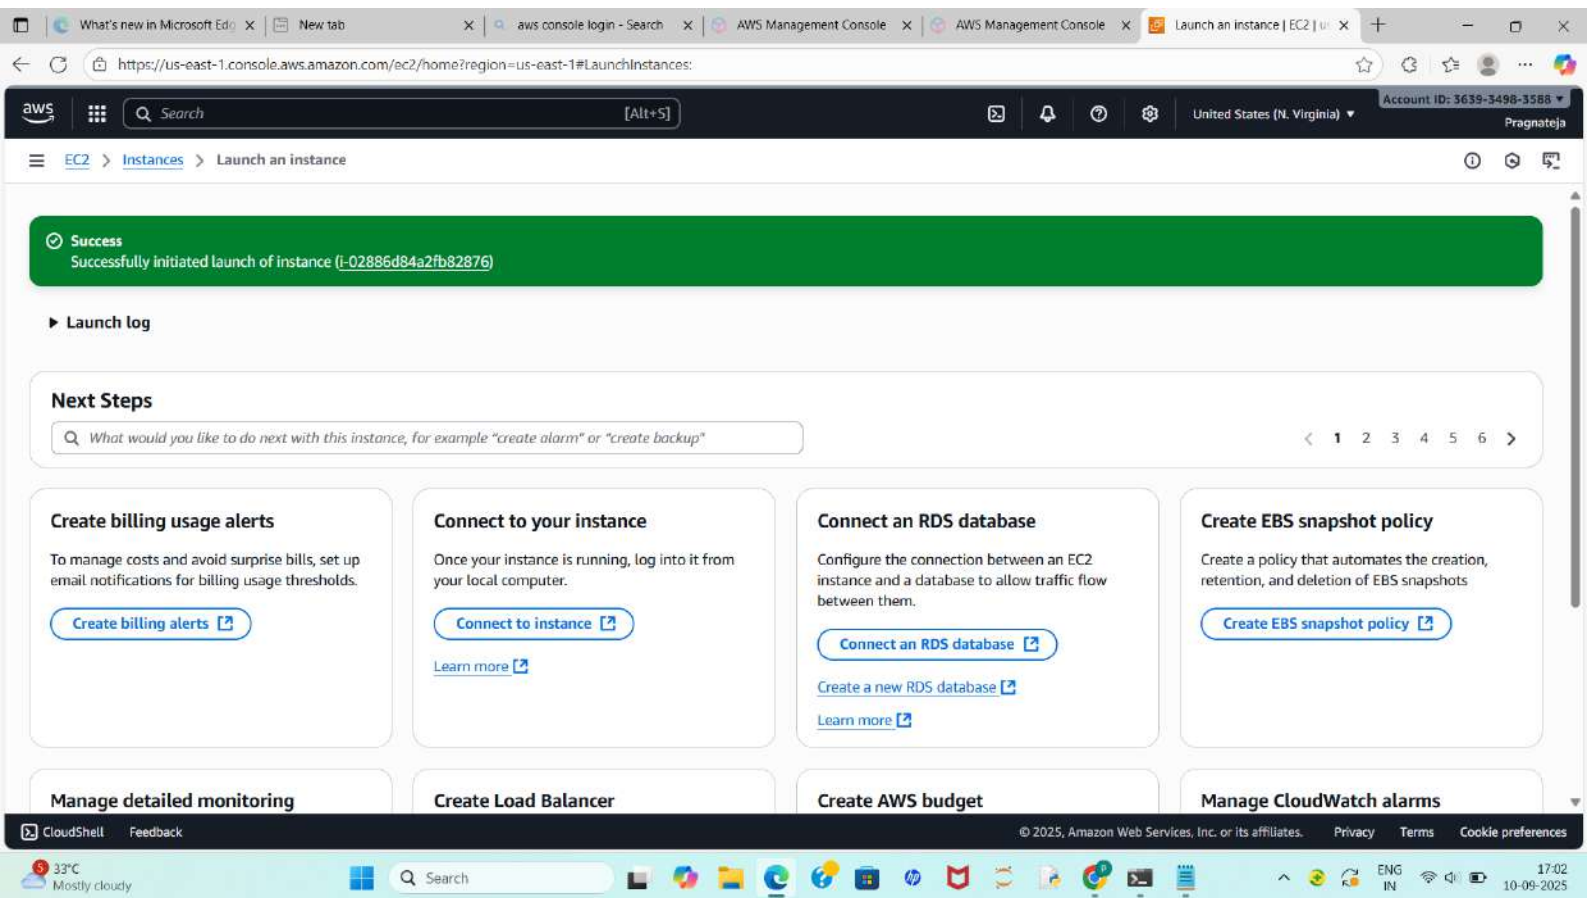 What's new in Microsoft Edg
New tab
aws console login - Search
AWS Management Console
AWS Management Console
Launch an instance | EC2 | u
https://us-east-1.console.aws.amazon.com/ec2/home?region=us-east-1#LaunchInstances:
aws
Search
[Alt+S]
United States (N. Virginia)
Account ID: 3639-3498-3588
Pragnateja
EC2 > Instances > Launch an instance
Success
Successfully initiated launch of instance (i-02886d84a2fb82876)
Launch log
Next Steps
What would you like to do next with this instance, for example "create alarm" or "create backup"
1 2 3 4 5 6
Create billing usage alerts
To manage costs and avoid surprise bills, set up
email notifications for billing usage thresholds.
Create billing alerts
Connect to your instance
Once your instance is running, log into it from
your local computer.
Connect to instance
Learn more
Connect an RDS database
Configure the connection between an EC2
instance and a database to allow traffic flow
between them.
Connect an RDS database
Create a new RDS database
Learn more
Create EBS snapshot policy
Create a policy that automates the creation,
retention, and deletion of EBS snapshots
Create EBS snapshot policy
Manage detailed monitoring
Create Load Balancer
Create AWS budget
Manage CloudWatch alarms
CloudShell
Feedback
© 2025, Amazon Web Services, Inc. or its affiliates.
Privacy
Terms
Cookie preferences
5
33°C
Mostly cloudy
Search
hp
P
ENG
IN
17:02
10-09-2025